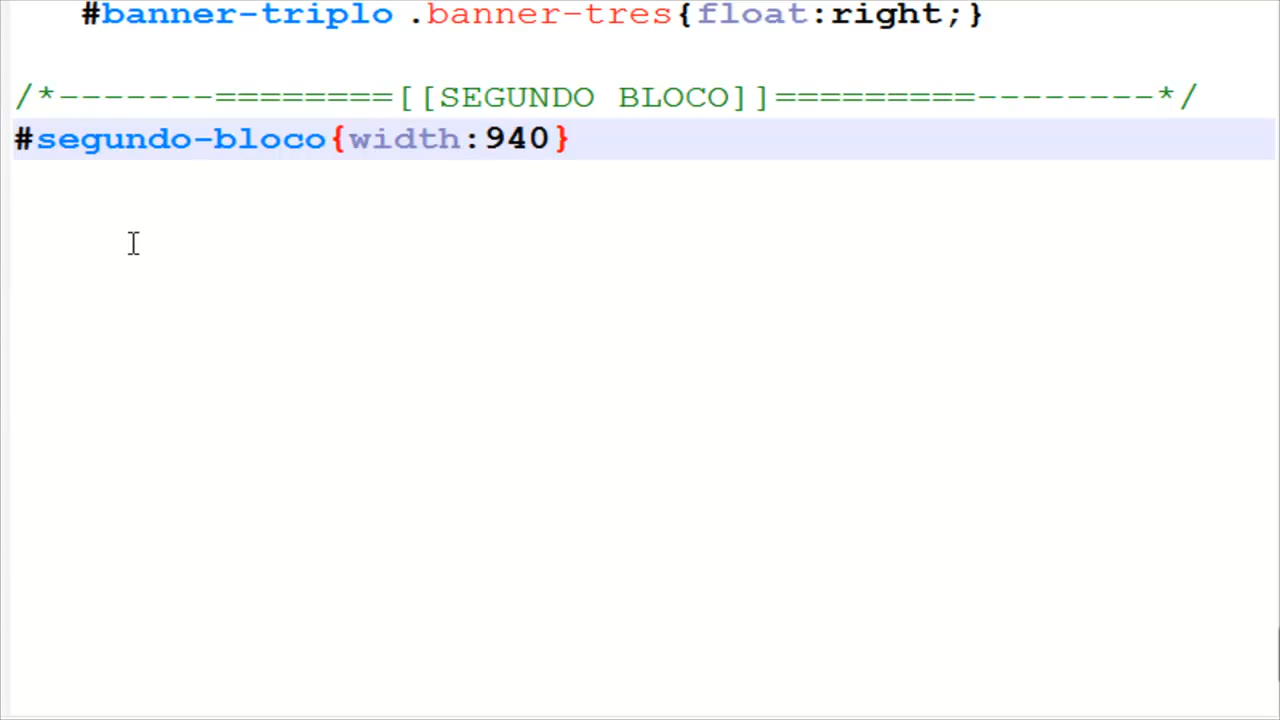 #banner-triplo .banner-tres{float:right;}
/*-------========[[SEGUNDO BLOCO]]=========--------*/
#segundo-bloco{width:940}